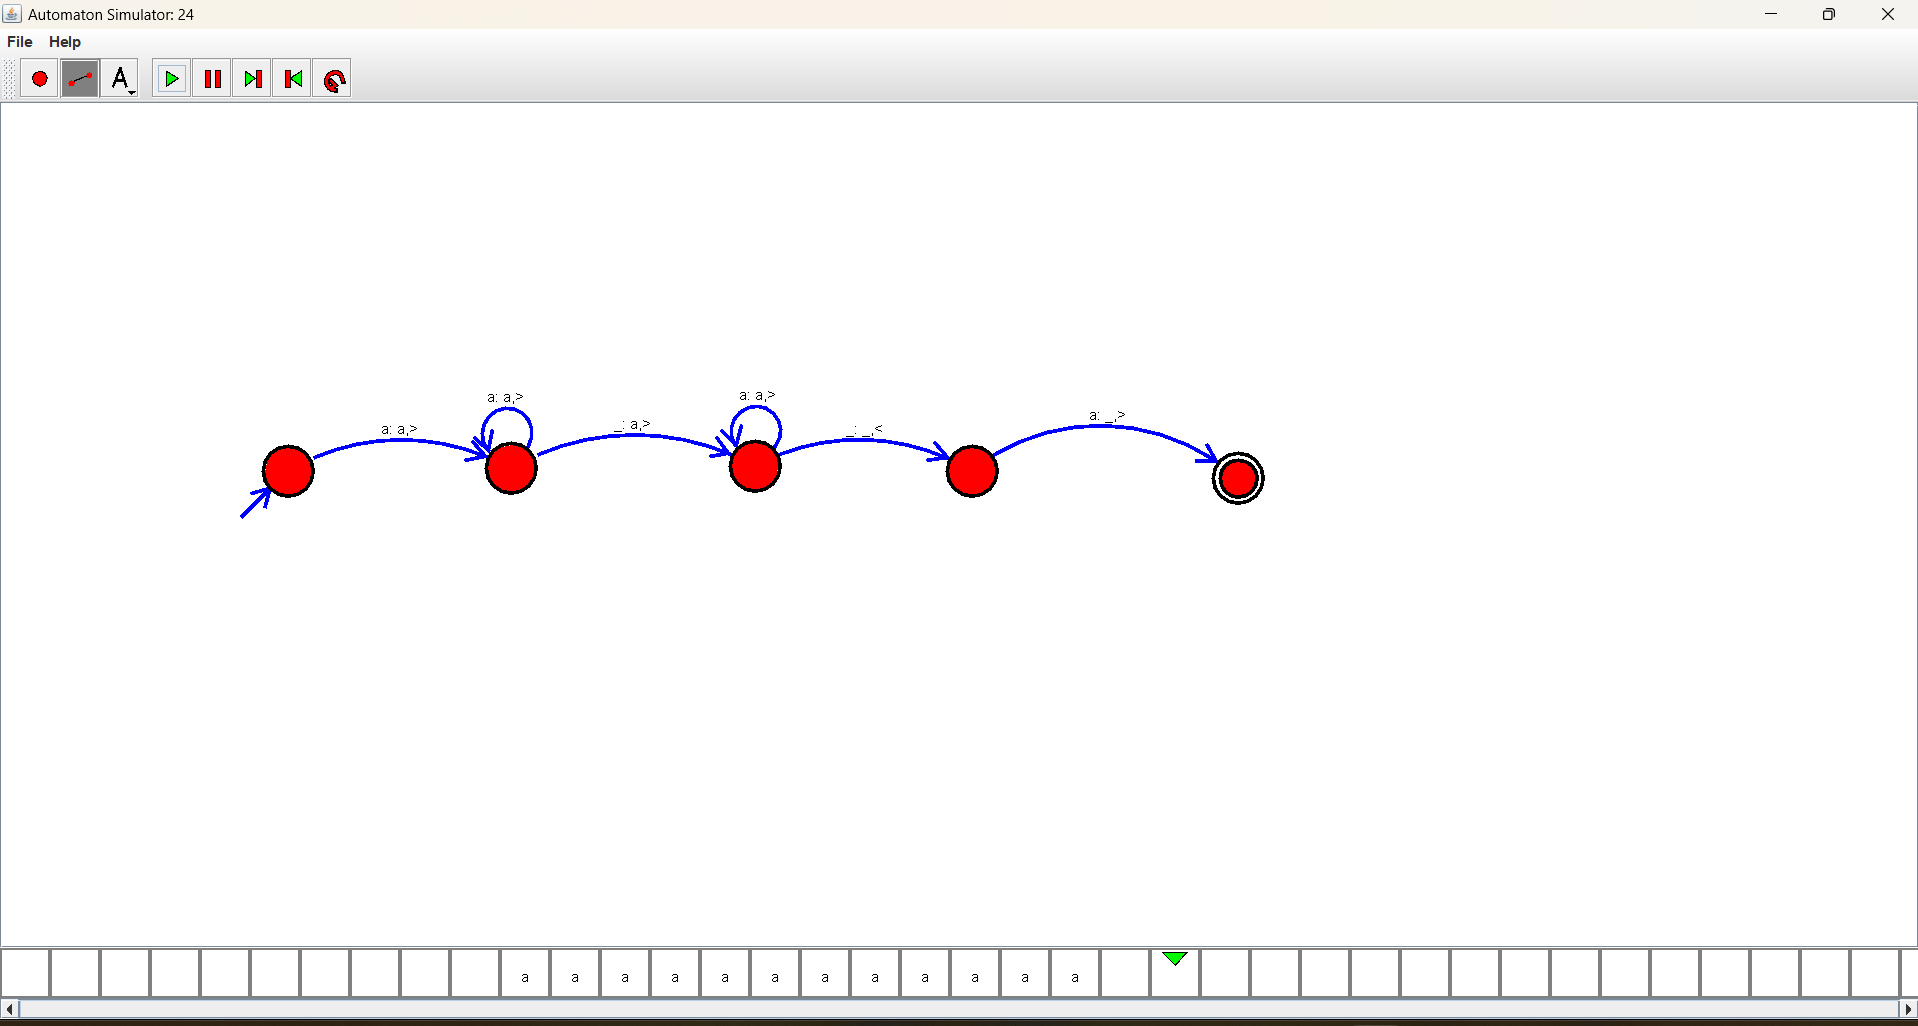 Automaton Simulator: 24
File Help
A
a: a,> a: a,>
a: _,>
a: a,> _: a,> _: _,<
a a a a a a a a a a a a